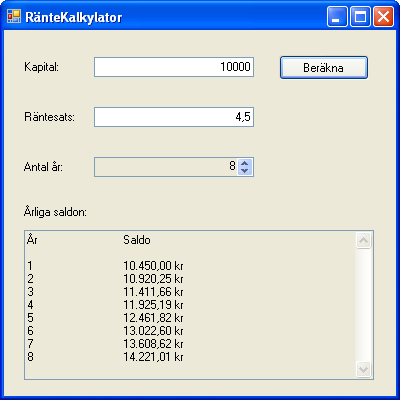 RänteKalkylator
Kapital: 10000 Beräkna
Räntesats: 4,5
Antal år: 8
Årliga saldon:
År Saldo
1 10.450,00 kr
2 10.920,25 kr
3 11.411,66 kr
4 11.925,19 kr
5 12.461,82 kr
6 13.022,60 kr
7 13.608,62 kr
8 14.221,01 kr